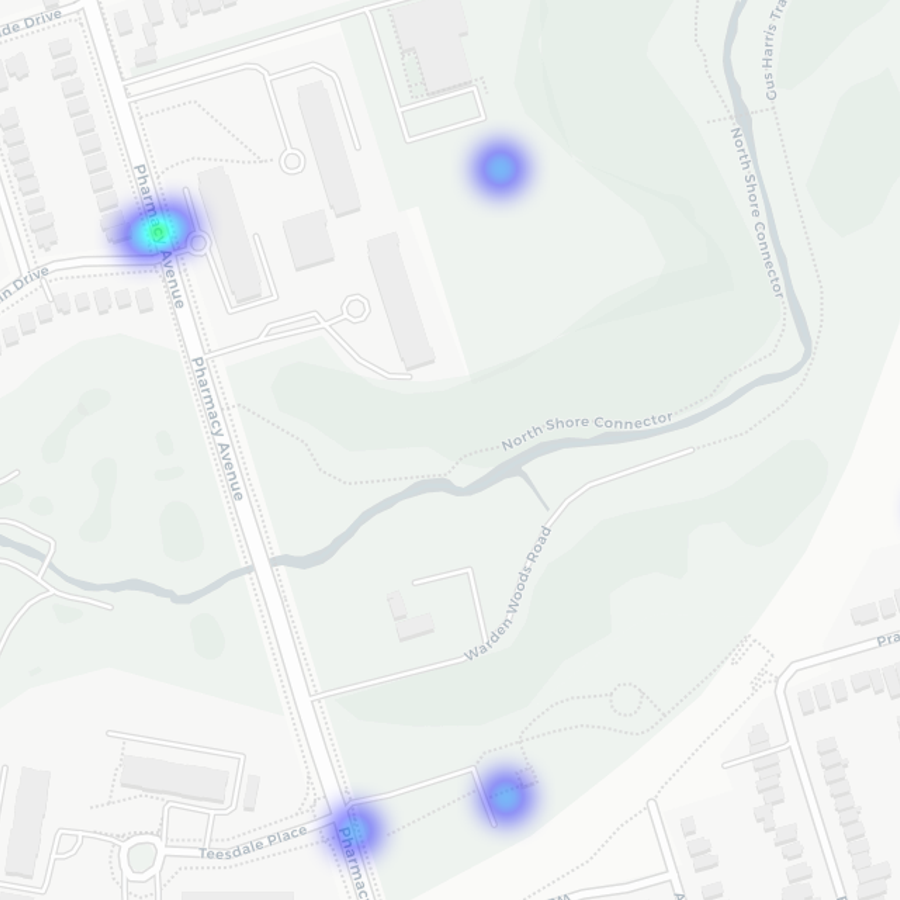 de Drive
Gus Harris Tra
North Shore Connector
Pharmacy Avenue
n Drive
Pharmacy Avenue
North Shore Connector
Warden Woods Road
Pra
Teesdale Place
Pharmac